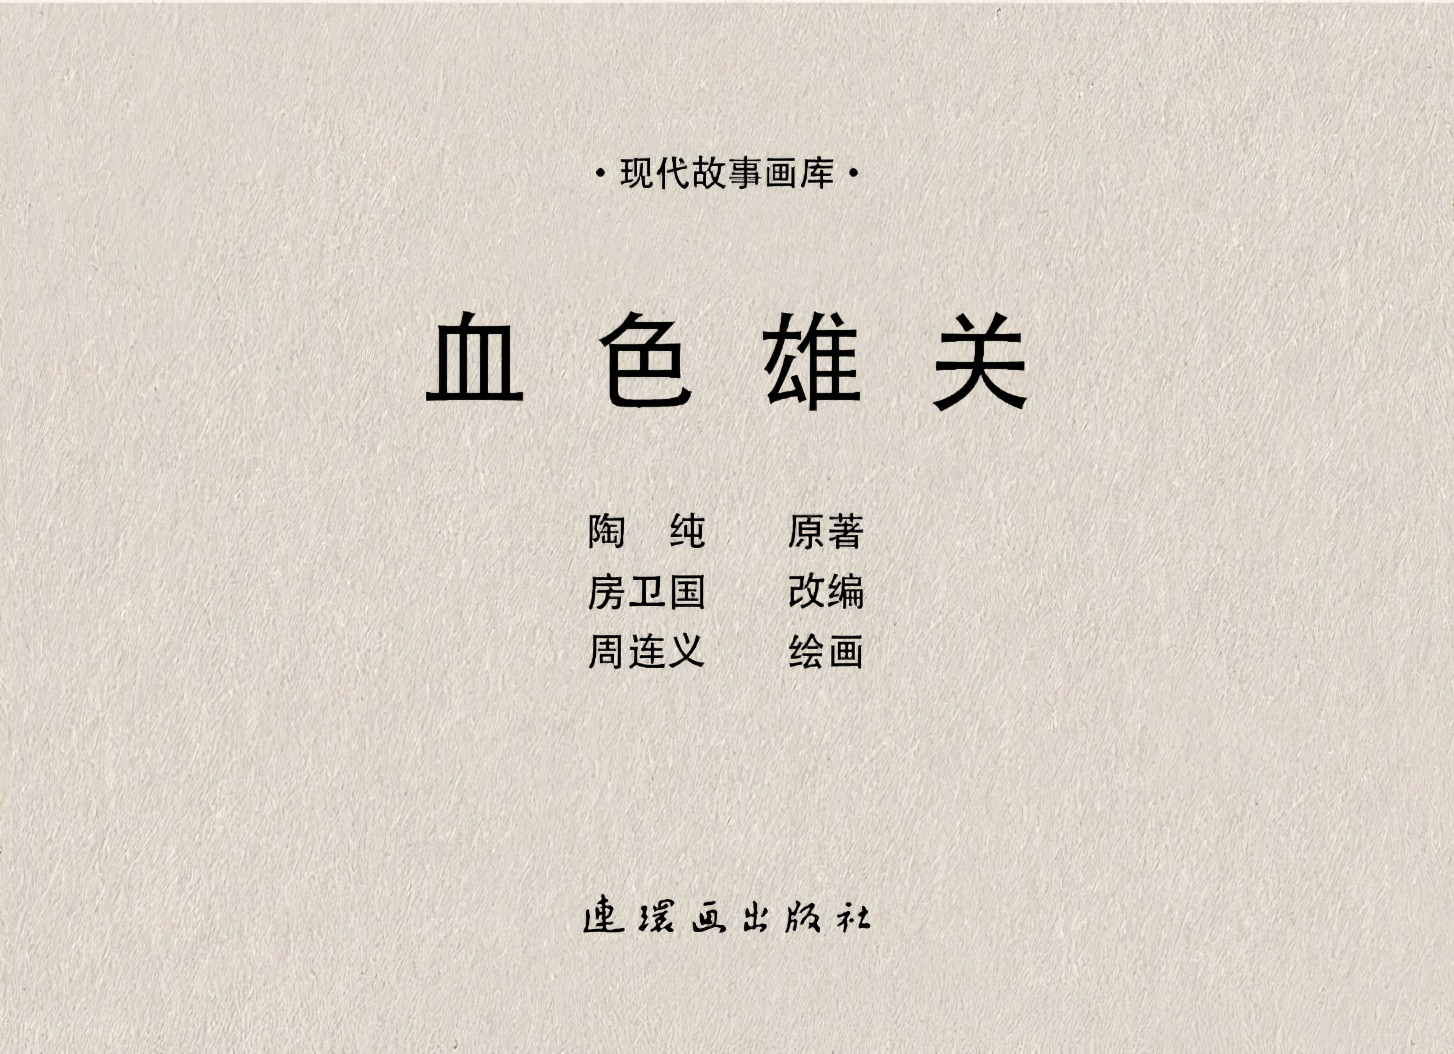 ·现代故事画库·
血色雄关
陶 纯 原著
房卫国 改编
周连义 绘画
連環画出版社